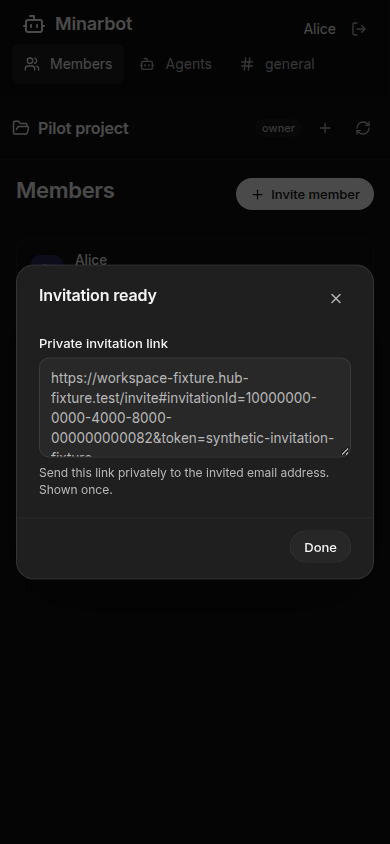 Minarbot
Alice
Members
Agents
general
Pilot project
owner
Members
Invite member
Alice
Invitation ready
Private invitation link
https://workspace-fixture.hub-
fixture.test/invite#invitationId=10000000-
0000-4000-8000-
000000000082&token=synthetic-invitation-
fixture
Send this link privately to the invited email address.
Shown once.
Done